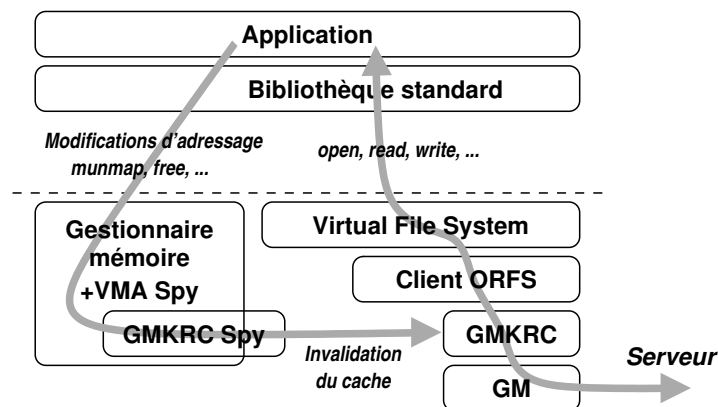 Application
Bibliothèque standard
Modifications d'adressage
munmap, free, ...
open, read, write, ...
Gestionnaire
mémoire
+VMA Spy
GMKRC Spy
Virtual File System
Client ORFS
GMKRC
GM
Invalidation
du cache
Serveur